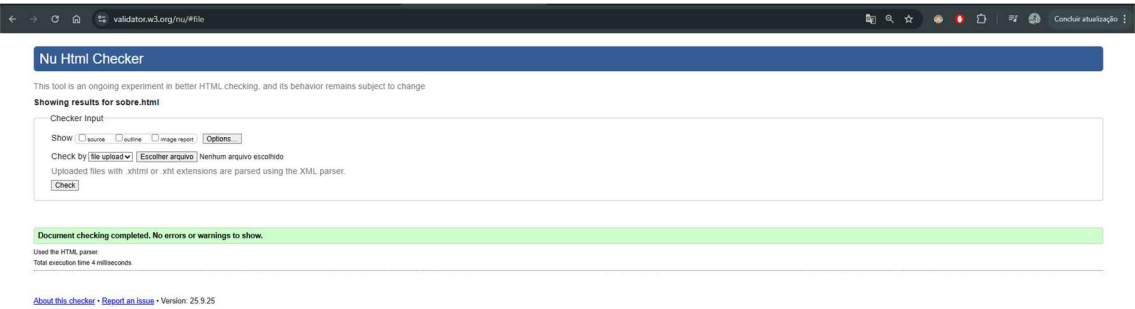 validator.w3.org/nu/#file
Concluir atualização
Nu Html Checker
This tool is an ongoing experiment in better HTML checking, and its behavior remains subject to change
Showing results for sobre.html
Checker Input
Show source outline image report Options...
Check by file upload Escolher arquivo Nenhum arquivo escolhido
Uploaded files with .xhtml or .xht extensions are parsed using the XML parser.
Check
Document checking completed. No errors or warnings to show.
Used the HTML parser.
Total execution time 4 milliseconds.
About this checker • Report an issue • Version: 25.9.25